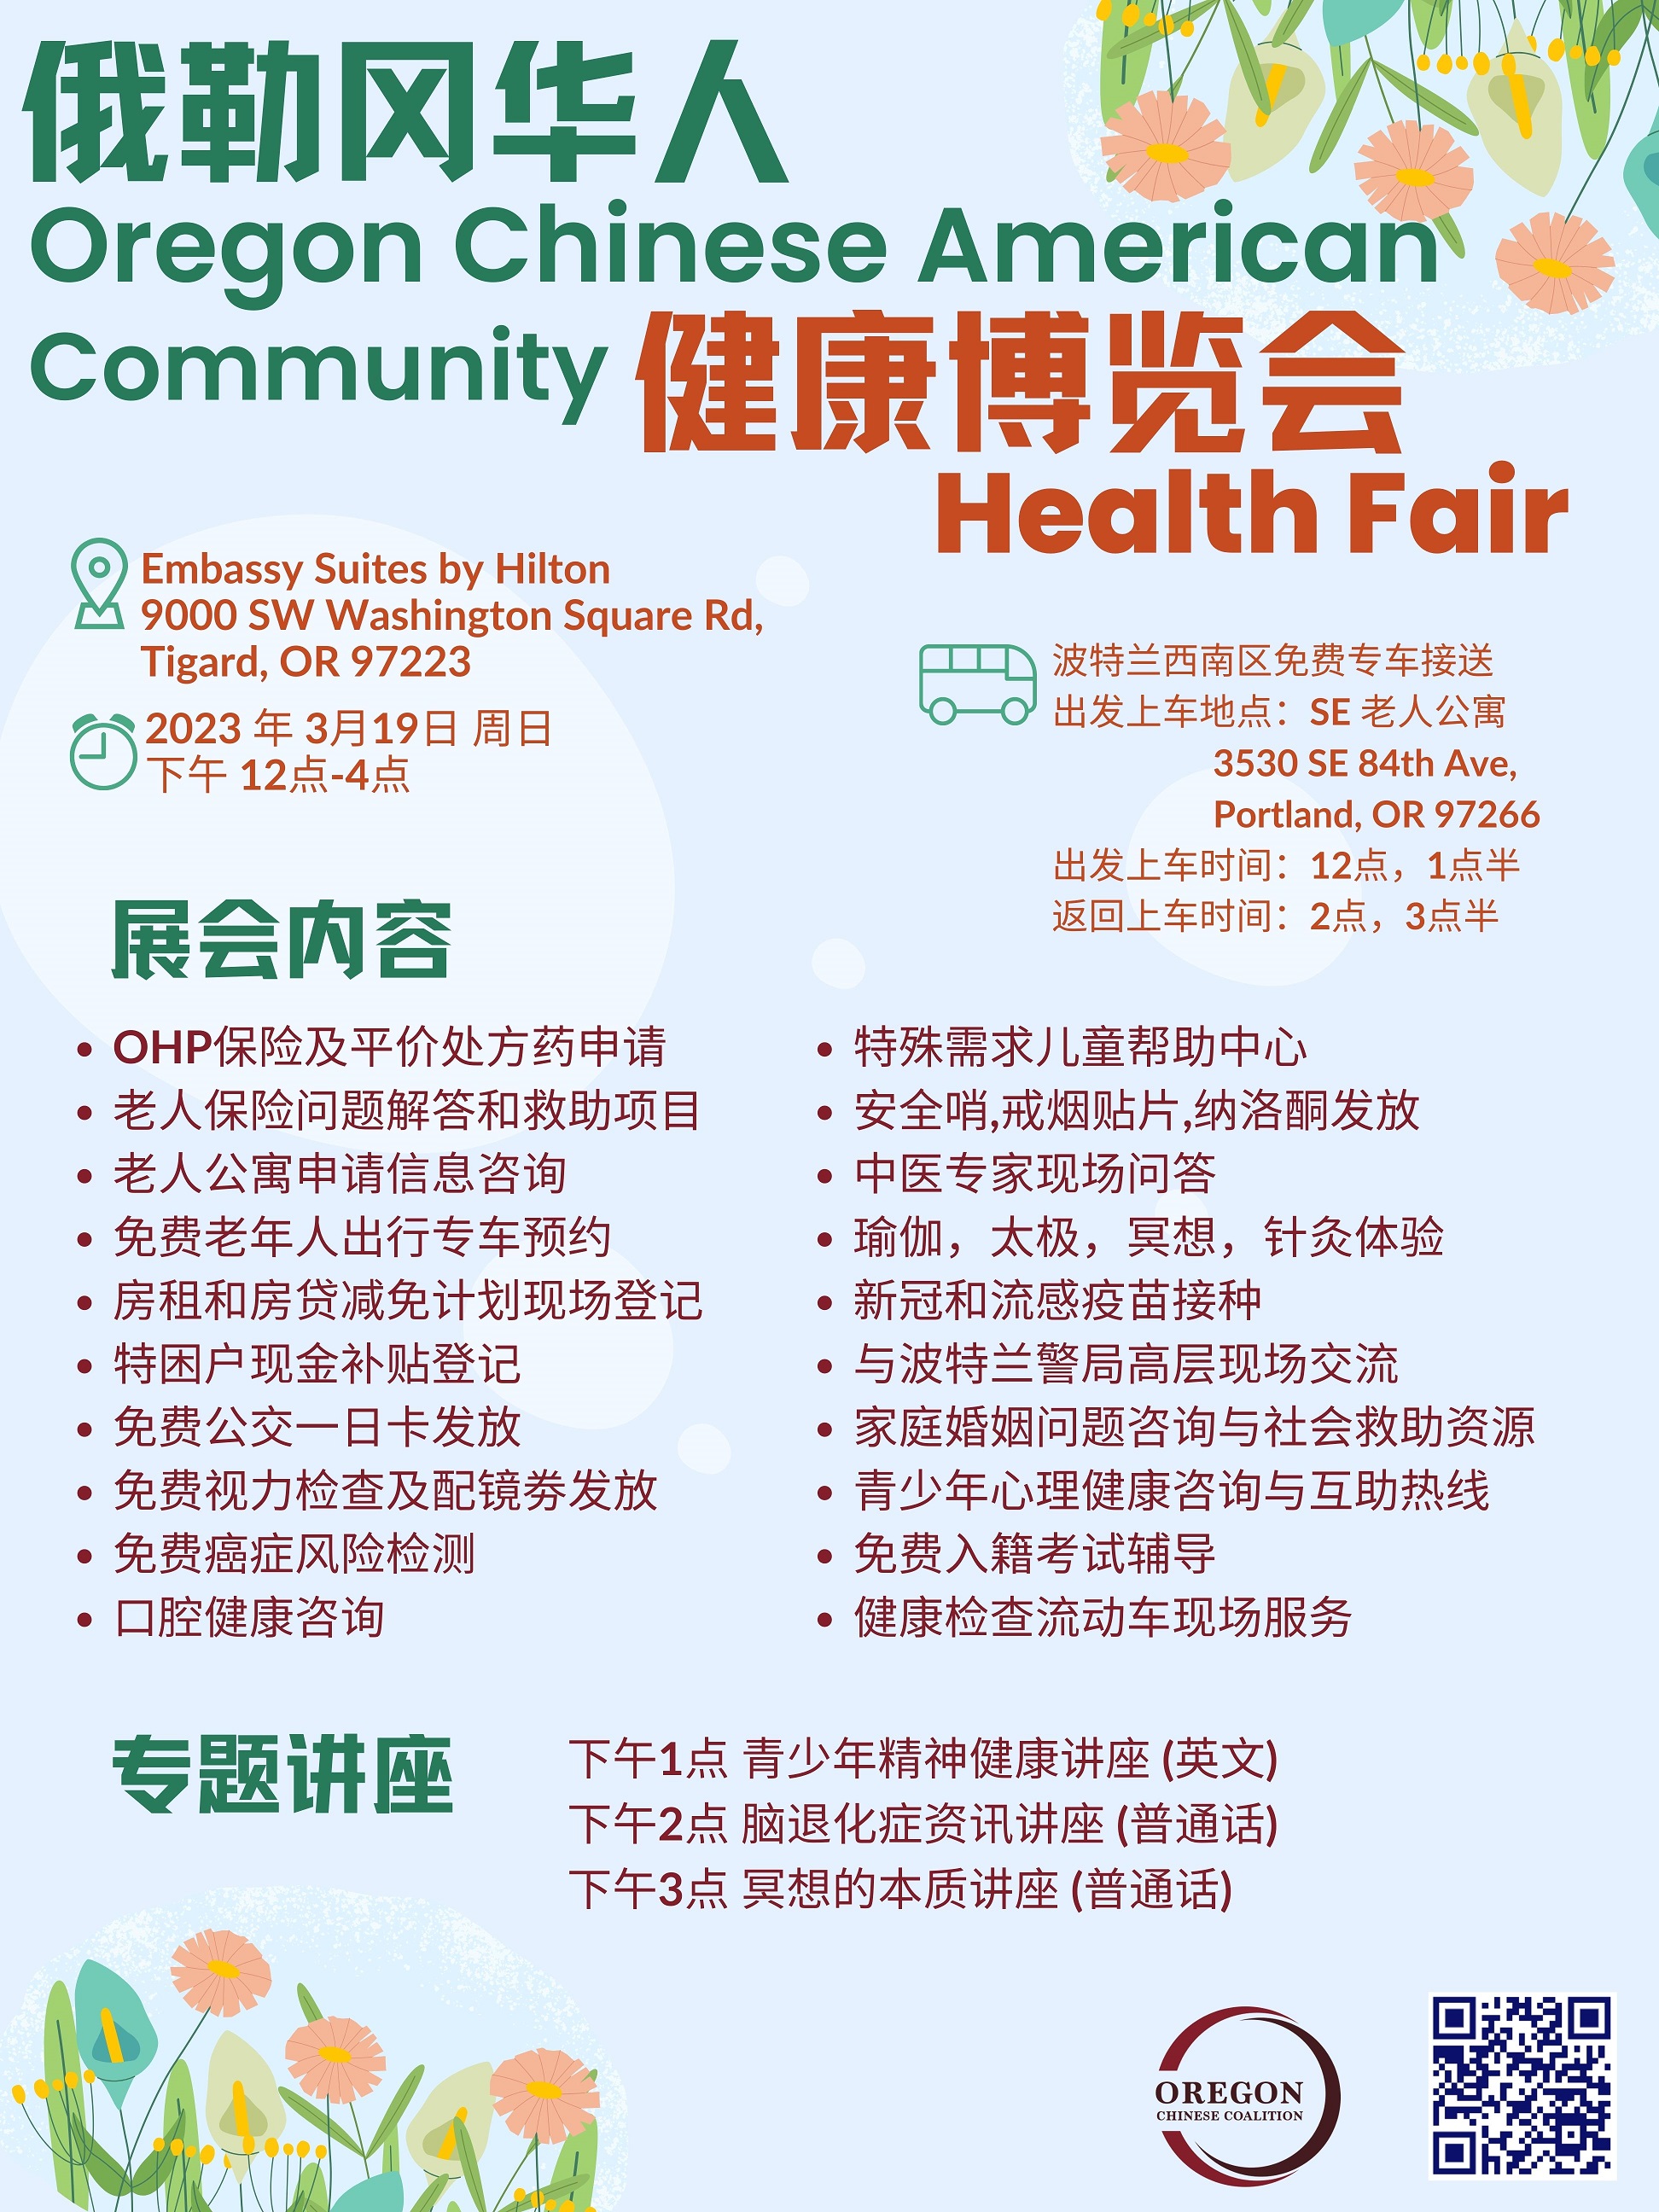 俄勒冈华人
Oregon Chinese American
Community 健康博览会
Health Fair
Embassy Suites by Hilton
9000 SW Washington Square Rd,
Tigard, OR 97223
2023 年 3月19日 周日
下午 12点-4点
波特兰西南区免费专车接送
出发上车地点：SE 老人公寓
3530 SE 84th Ave,
Portland, OR 97266
出发上车时间：12点，1点半
返回上车时间：2点，3点半
展会内容
• OHP保险及平价处方药申请
• 老人保险问题解答和救助项目
• 老人公寓申请信息咨询
• 免费老年人出行专车预约
• 房租和房贷减免计划现场登记
• 特困户现金补贴登记
• 免费公交一日卡发放
• 免费视力检查及配镜券发放
• 免费癌症风险检测
• 口腔健康咨询
• 特殊需求儿童帮助中心
• 安全哨,戒烟贴片,纳洛酮发放
• 中医专家现场问答
• 瑜伽，太极，冥想，针灸体验
• 新冠和流感疫苗接种
• 与波特兰警局高层现场交流
• 家庭婚姻问题咨询与社会救助资源
• 青少年心理健康咨询与互助热线
• 免费入籍考试辅导
• 健康检查流动车现场服务
专题讲座
下午1点 青少年精神健康讲座 (英文)
下午2点 脑退化症资讯讲座 (普通话)
下午3点 冥想的本质讲座 (普通话)
OREGON
CHINESE COALITION